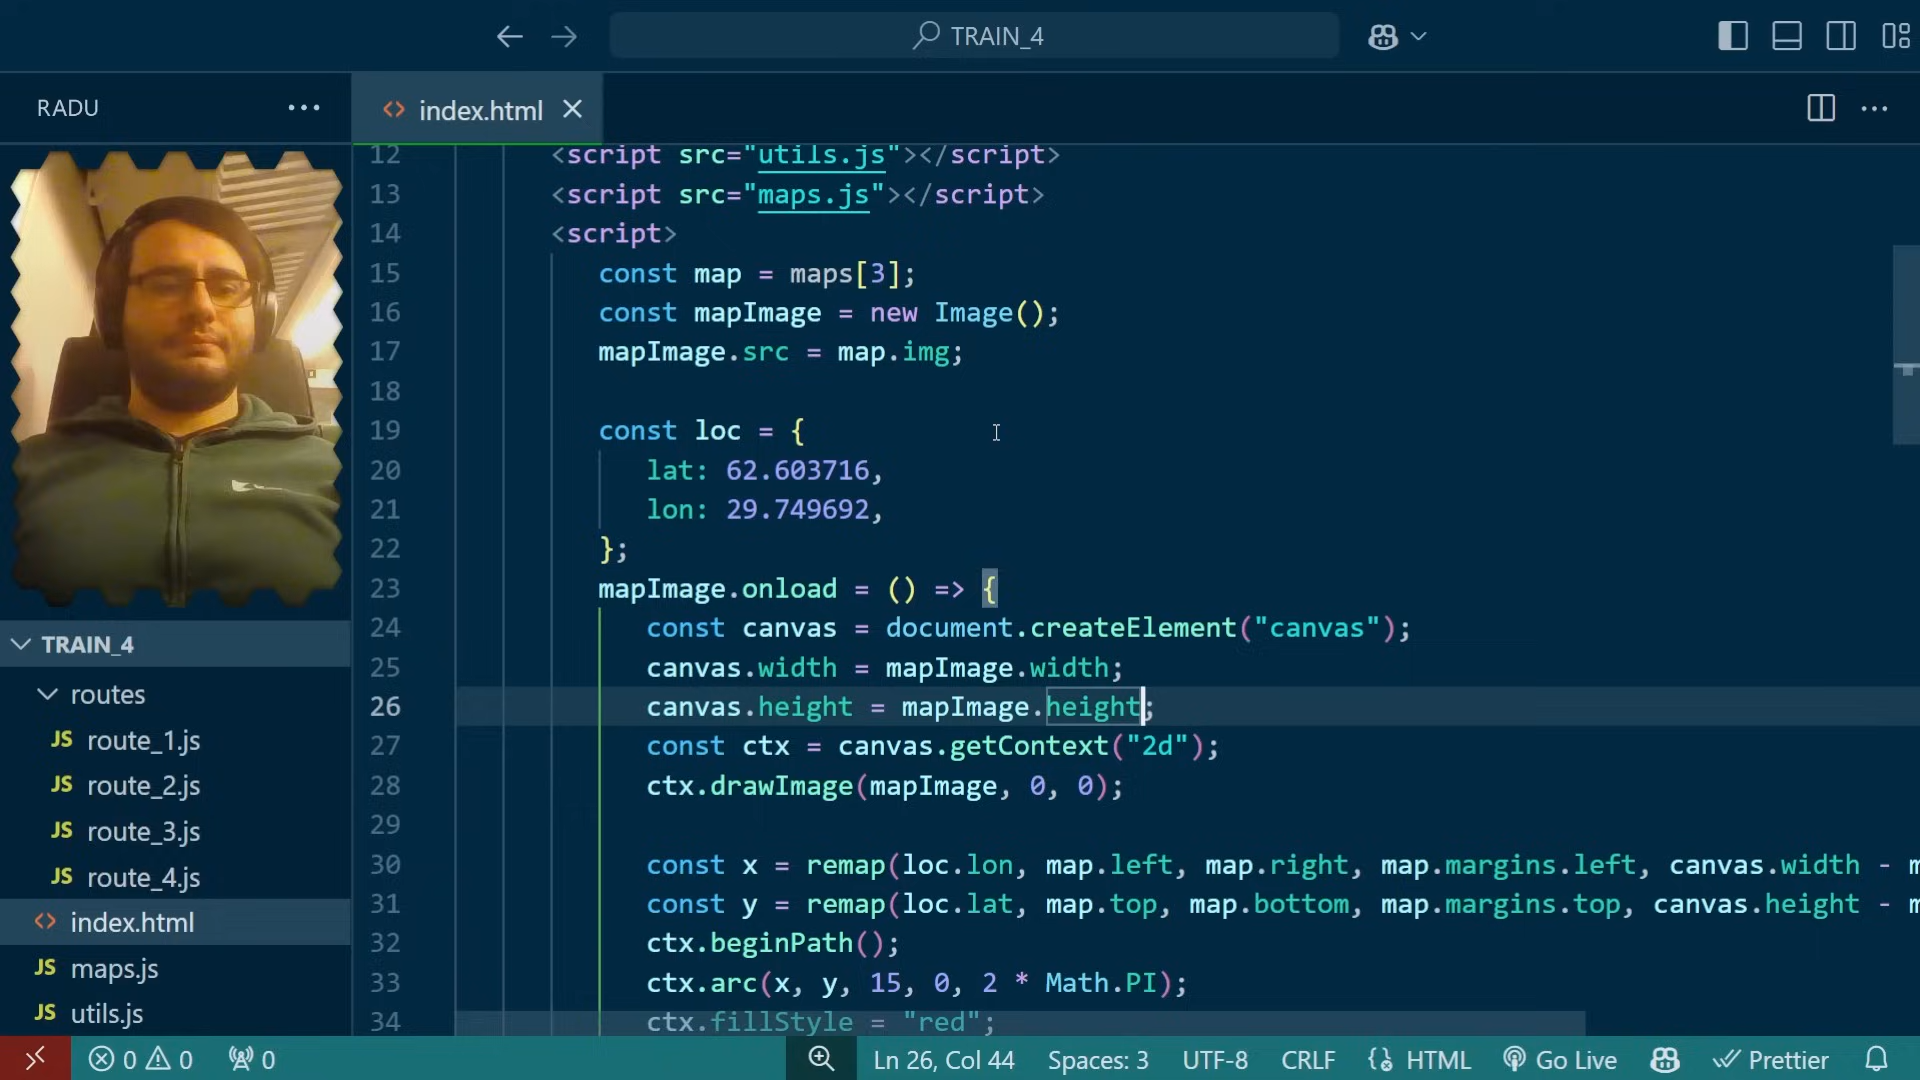 TRAIN_4
RADU
index.html
12 <script src="utils.js"></script>
13 <script src="maps.js"></script>
14 <script>
15 const map = maps[3];
16 const mapImage = new Image();
17 mapImage.src = map.img;
18
19 const loc = {
20 lat: 62.603716,
21 lon: 29.749692,
22 };
23 mapImage.onload = () => {
24 const canvas = document.createElement("canvas");
25 canvas.width = mapImage.width;
26 canvas.height = mapImage.height;
27 const ctx = canvas.getContext("2d");
28 ctx.drawImage(mapImage, 0, 0);
29
30 const x = remap(loc.lon, map.left, map.right, map.margins.left, canvas.width - m
31 const y = remap(loc.lat, map.top, map.bottom, map.margins.top, canvas.height - m
32 ctx.beginPath();
33 ctx.arc(x, y, 15, 0, 2 * Math.PI);
34 ctx.fillStyle = "red";
TRAIN_4
routes
JS route_1.js
JS route_2.js
JS route_3.js
JS route_4.js
<> index.html
JS maps.js
JS utils.js
0 0 0 Ln 26, Col 44 Spaces: 3 UTF-8 CRLF HTML Go Live Prettier